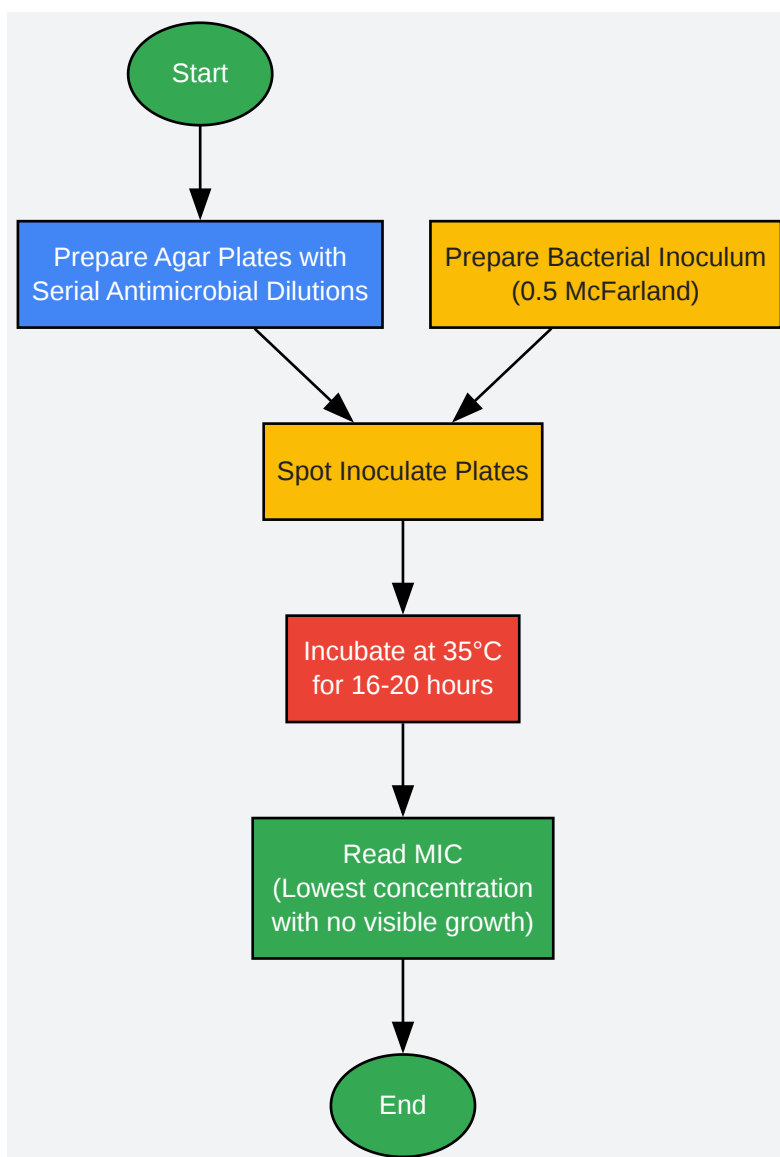 Start
Prepare Agar Plates with
Serial Antimicrobial Dilutions
Prepare Bacterial Inoculum
(0.5 McFarland)
Spot Inoculate Plates
Incubate at 35°C
for 16-20 hours
Read MIC
(Lowest concentration
with no visible growth)
End